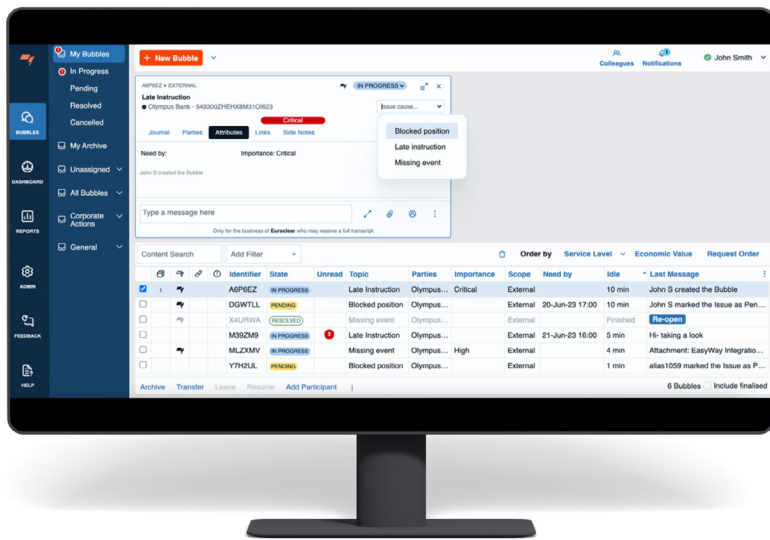 My Bubbles
In Progress
Pending
Resolved
Cancelled
My Archive
Unassigned
All Bubbles
Corporate Actions
General
BUBBLES
DASHBOARD
REPORTS
ADMIN
FEEDBACK
HELP
+ New Bubble
Colleagues
Notifications
John Smith
A6P6EZ • EXTERNAL
IN PROGRESS
Late Instruction
Issue cause...
Critical
Journal Parties Attributes Links Side Notes
Blocked position
Late instruction
Missing event
Need by: Importance: Critical
John S created the Bubble
Type a message here
Only for the business of Euroclear who may receive a full transcript
Content Search Add Filter Order by Service Level Economic Value Request Order
Identifier State Unread Topic Parties Importance Scope Need by Idle Last Message
1 A6P6EZ IN PROGRESS Late Instruction Olympus... Critical External 10 min John S created the Bubble
DGWTLL PENDING Blocked position Olympus... External 20-Jun-23 17:00 10 min John S marked the Issue as Pen...
X4URWA RESOLVED Missing event Olympus... External Finished Re-open
M39ZM9 IN PROGRESS 3 Late Instruction Olympus... External 21-Jun-23 16:00 5 min Hi- taking a look
MLZXMV IN PROGRESS Missing event Olympus... High External 4 min Attachment: EasyWay Integratio...
Y7H2UL PENDING Blocked position Olympus... External 1 min alias1059 marked the Issue as P...
Archive Transfer Leave Resume Add Participant 6 Bubbles Include finalised